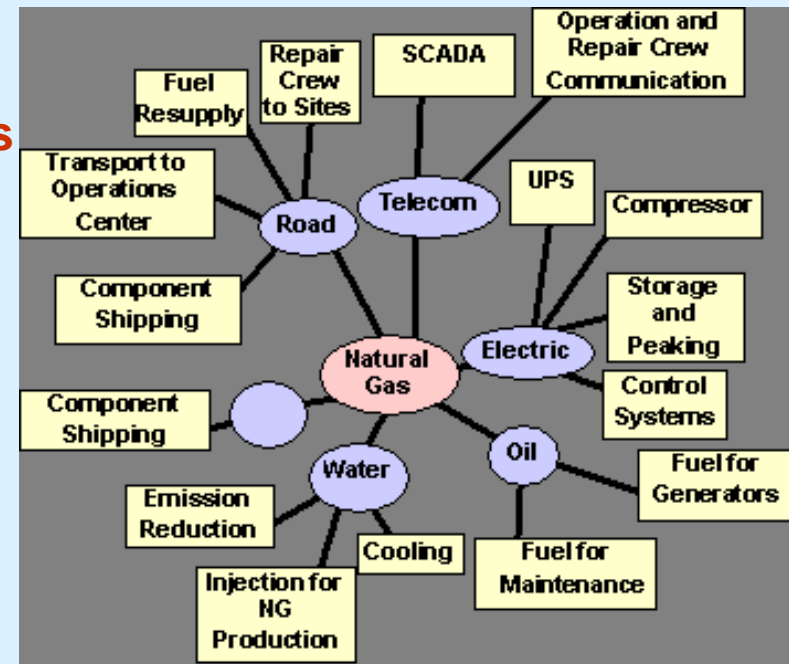 s
Operation and
Repair Crew
Communication
SCADA
Repair
Crew
to Sites
Fuel
Resupply
Transport to
Operations
Center
Component
Shipping
Road
Telecom
UPS
Compressor
Storage
and
Peaking
Electric
Control
Systems
Natural
Gas
Component
Shipping
Water
Oil
Fuel for
Generators
Emission
Reduction
Cooling
Fuel for
Maintenance
Injection for
NG
Production